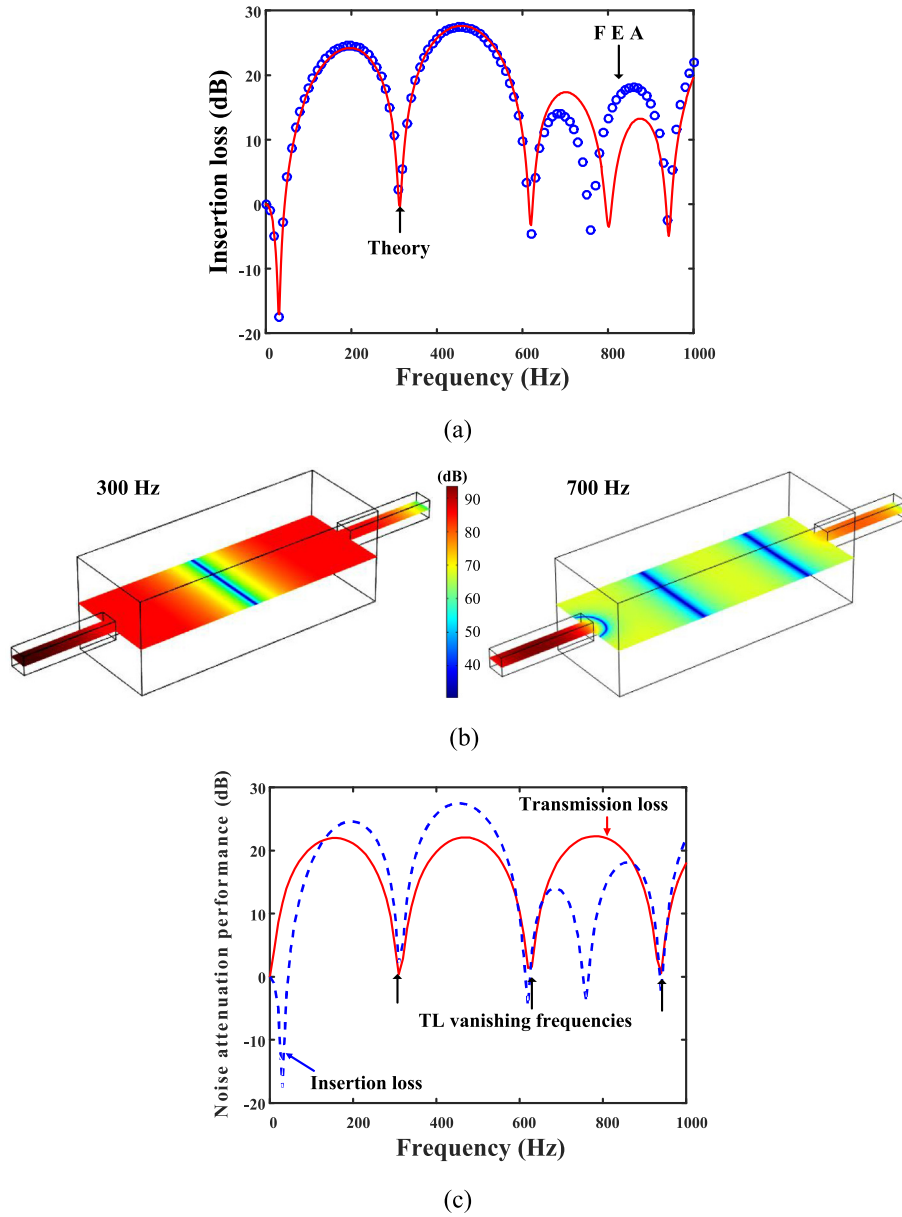 30
20
10
0
-10
-20
Insertion loss (dB)
F E A
Theory
0 200 400 600 800 1000
Frequency (Hz)
(a)
300 Hz
(dB)
90
80
70
60
50
40
700 Hz
(b)
30
20
10
0
-10
-20
Noise attenuation performance (dB)
Transmission loss
TL vanishing frequencies
Insertion loss
0 200 400 600 800 1000
Frequency (Hz)
(c)